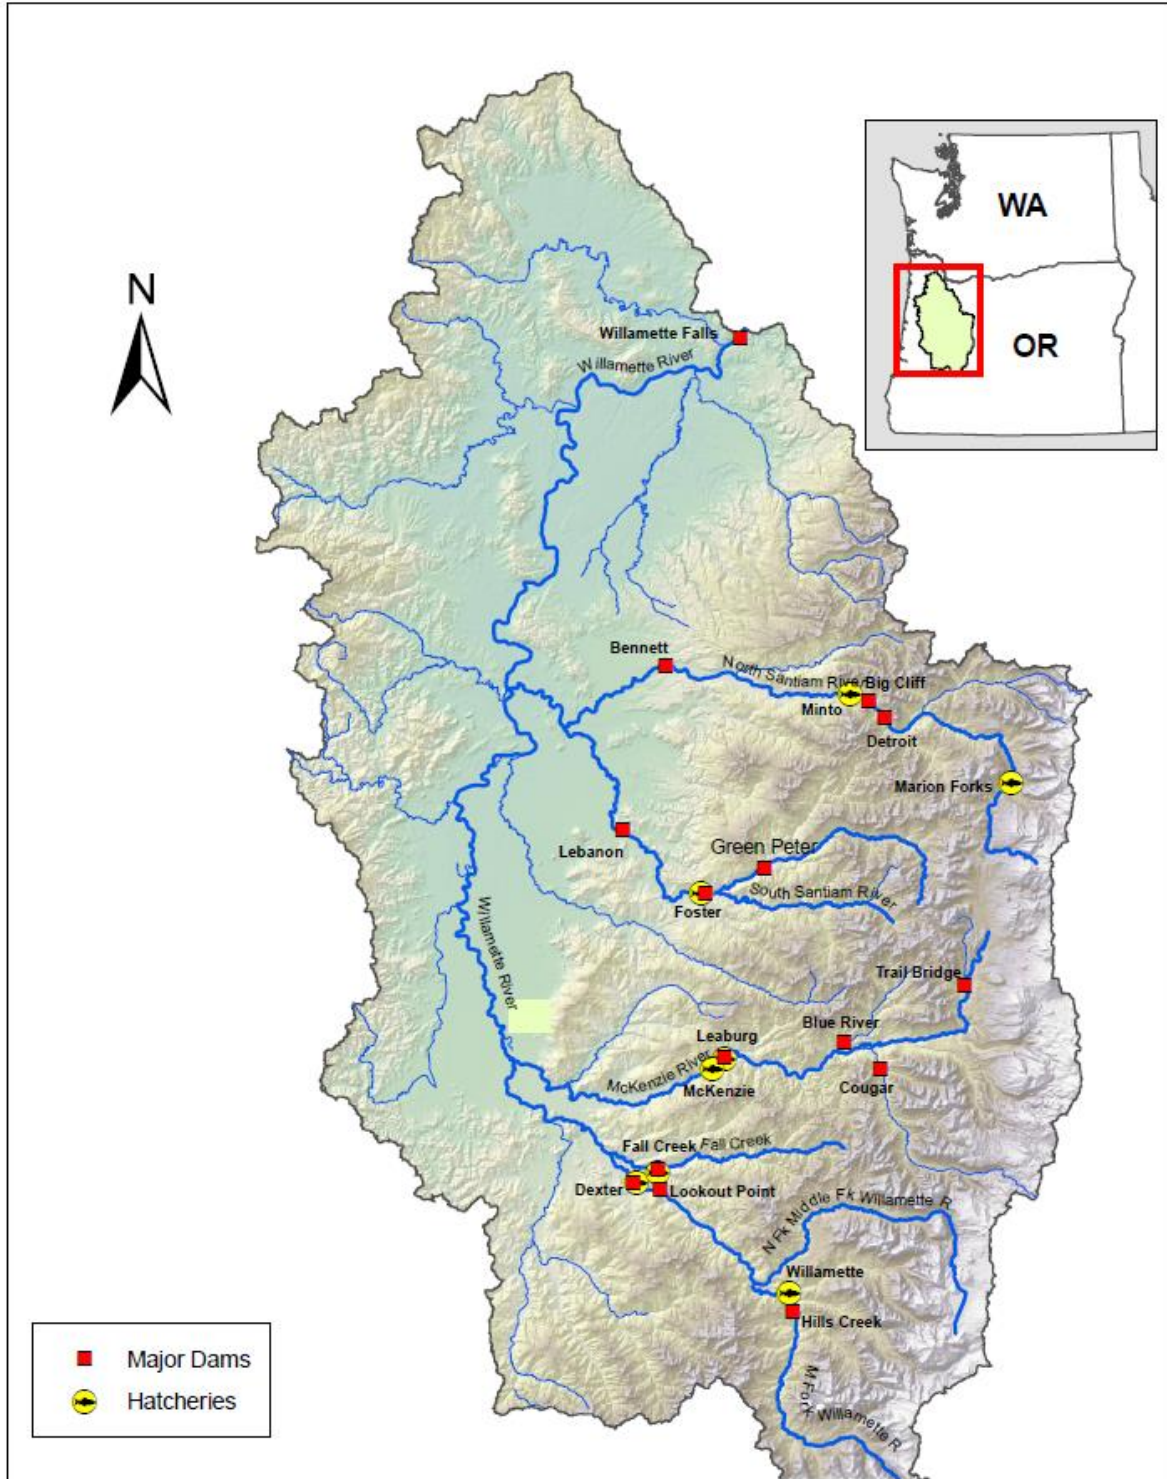 WA
N
OR
Willamette Falls
Willamette River
Bennett
North Santiam River
Big Cliff
Minto
Detroit
Marion Forks
Lebanon
Green Peter
South Santiam River
Foster
Willamette River
Trail Bridge
Blue River
Leaburg
McKenzie River
McKenzie
Cougar
Fall Creek
Fall Creek
Dexter
Lookout Point
N Fk Middle Fk Willamette R
Willamette
Hills Creek
M Fork Willamette R
Major Dams
Hatcheries